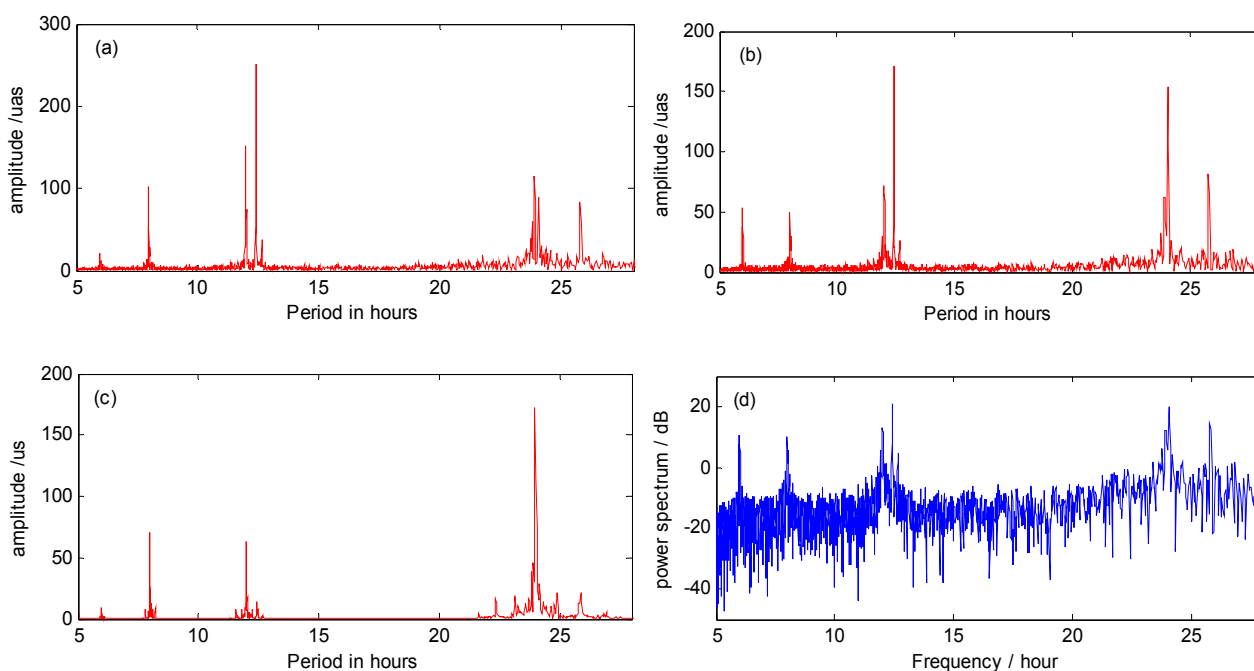 (a)
amplitude /uas
300
200
100
0
5 10 15 20 25
Period in hours
(b)
amplitude /uas
200
150
100
50
0
5 10 15 20 25
Period in hours
(c)
amplitude /us
200
150
100
50
0
5 10 15 20 25
Period in hours
(d)
power spectrum / dB
20
0
-20
-40
5 10 15 20 25
Frequency / hour